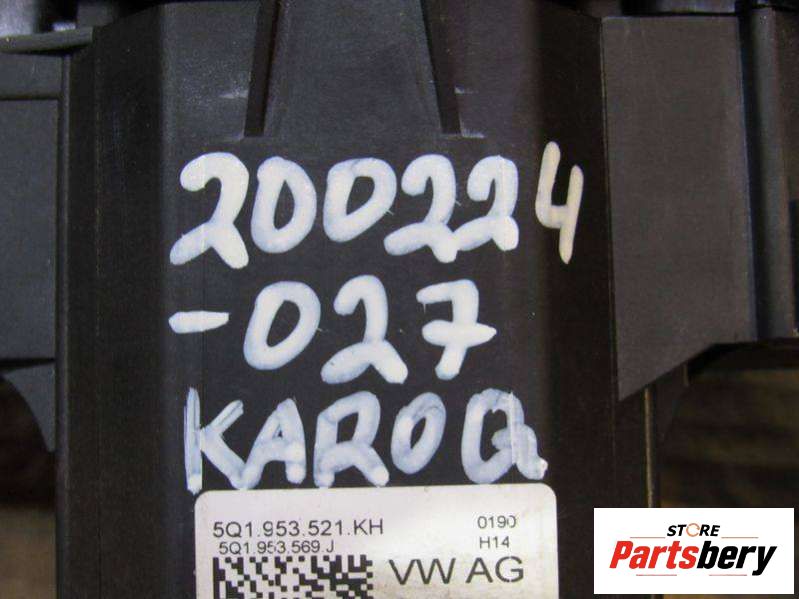 200224
-027
KAROQ
5Q1.953.521.KH 0190
5Q1.953.569.J H14
VW AG
STORE
Partsbery